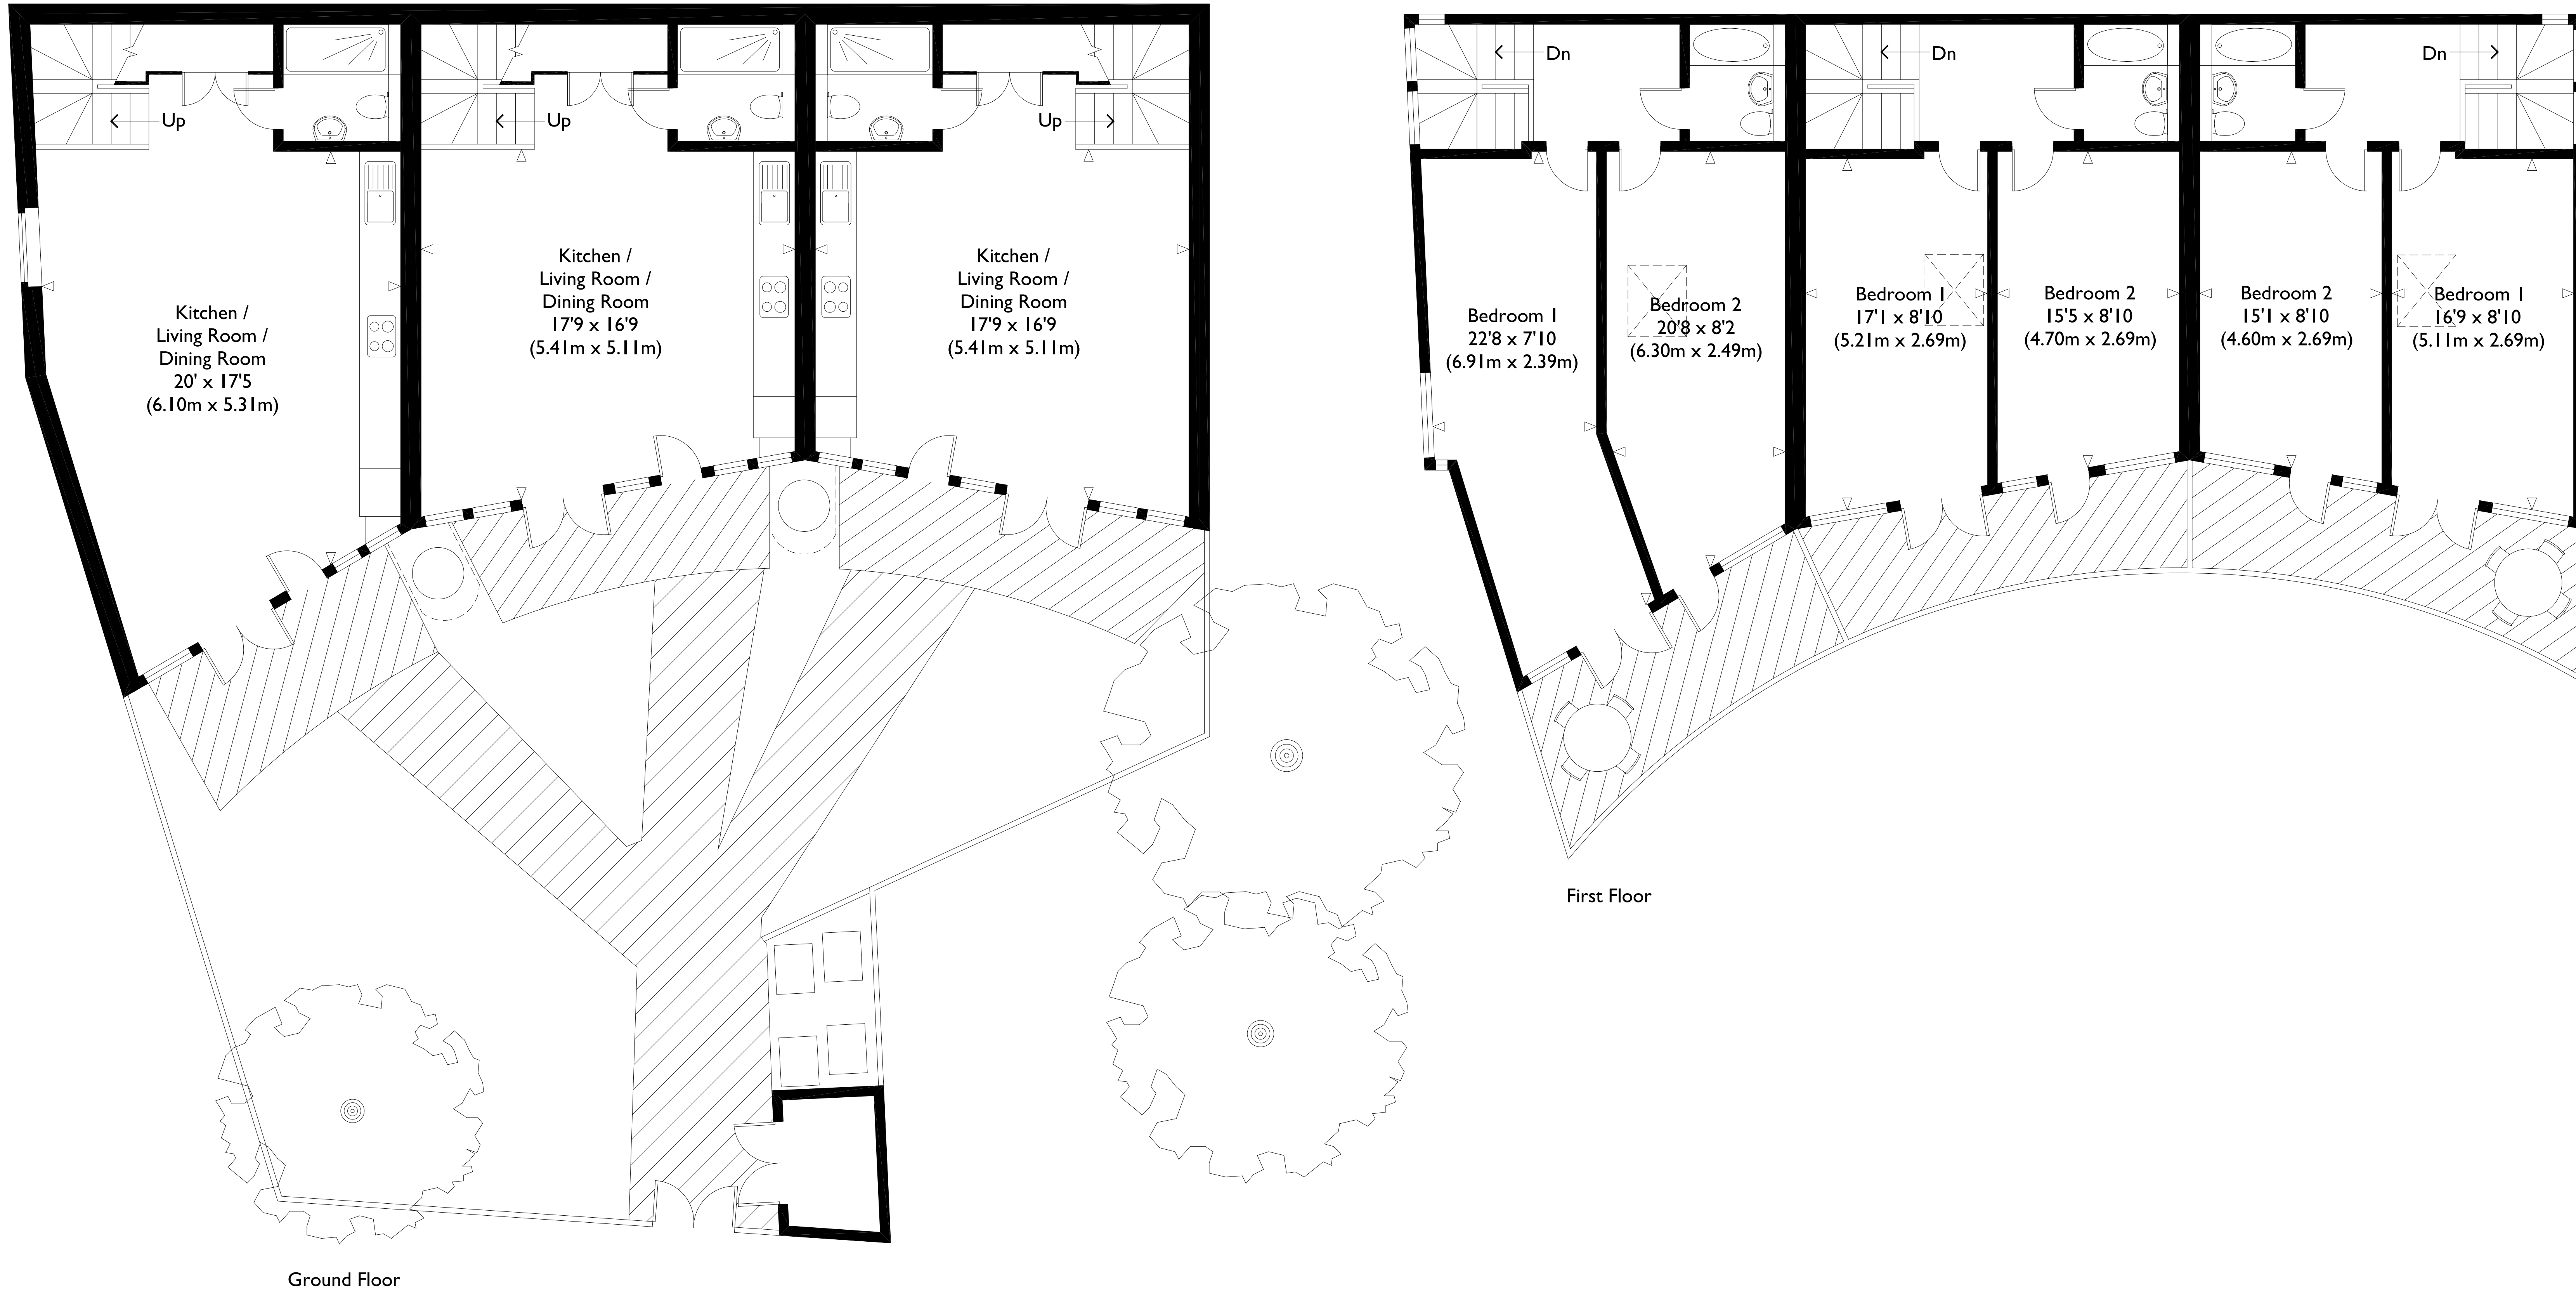 Up
Up
Up
Kitchen /
Living Room /
Dining Room
20' x 17'5
(6.10m x 5.31m)
Kitchen /
Living Room /
Dining Room
17'9 x 16'9
(5.41m x 5.11m)
Kitchen /
Living Room /
Dining Room
17'9 x 16'9
(5.41m x 5.11m)
Ground Floor
Dn
Dn
Dn
Bedroom 1
22'8 x 7'10
(6.91m x 2.39m)
Bedroom 2
20'8 x 8'2
(6.30m x 2.49m)
Bedroom 1
17'1 x 8'10
(5.21m x 2.69m)
Bedroom 2
15'5 x 8'10
(4.70m x 2.69m)
Bedroom 2
15'1 x 8'10
(4.60m x 2.69m)
Bedroom 1
16'9 x 8'10
(5.11m x 2.69m)
First Floor